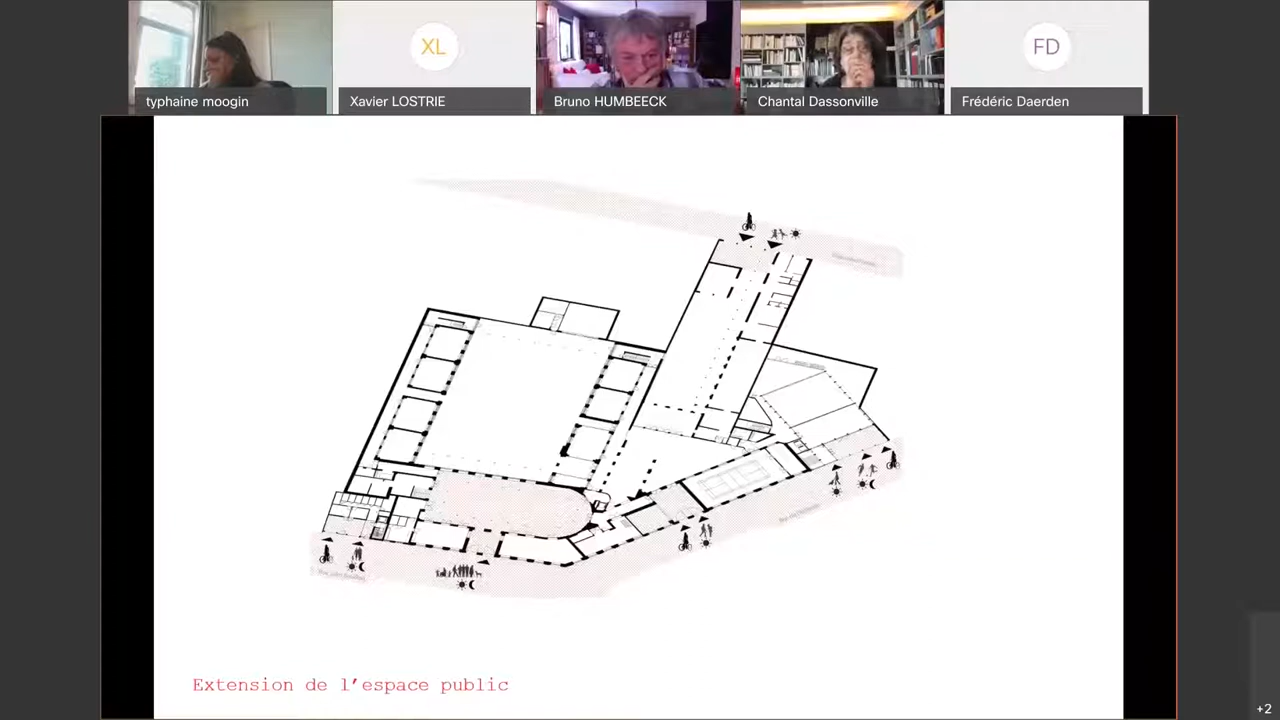 XL
FD
typhaine moogin
Xavier LOSTRIE
Bruno HUMBEECK
Chantal Dassonville
Frédéric Daerden
Extension de l'espace public
+2